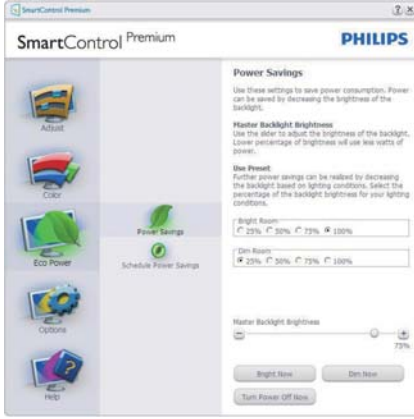 SmartControl Premium
SmartControl Premium
PHILIPS
Adjust
Color
Eco Power
Options
Help
Power Savings
Schedule Power Savings
Power Savings
Use these settings to save power consumption. Power
can be saved by decreasing the brightness of the
backlight.
Master Backlight Brightness
Use the slider to adjust the brightness of the backlight.
Lower percentage of brightness will use less watts of
power.
Use Preset
Further power savings can be realized by decreasing
the backlight based on lighting conditions. Select the
percentage of the backlight brightness for your lighting
conditions.
Bright Room
25% 50% 75% 100%
Dim Room
25% 50% 75% 100%
Master Backlight Brightness
75%
Bright Now
Dim Now
Turn Power Off Now